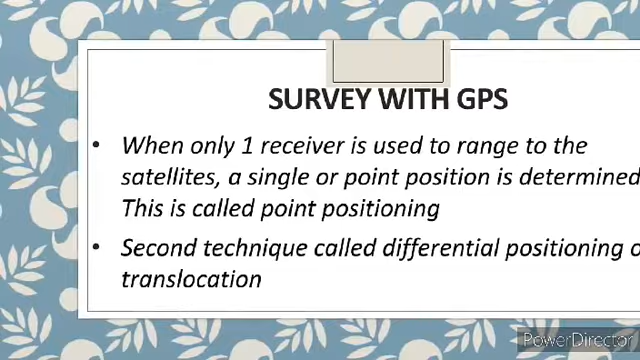 SURVEY WITH GPS
• When only 1 receiver is used to range to the
satellites, a single or point position is determined
This is called point positioning
• Second technique called differential positioning o
translocation
PowerDirector